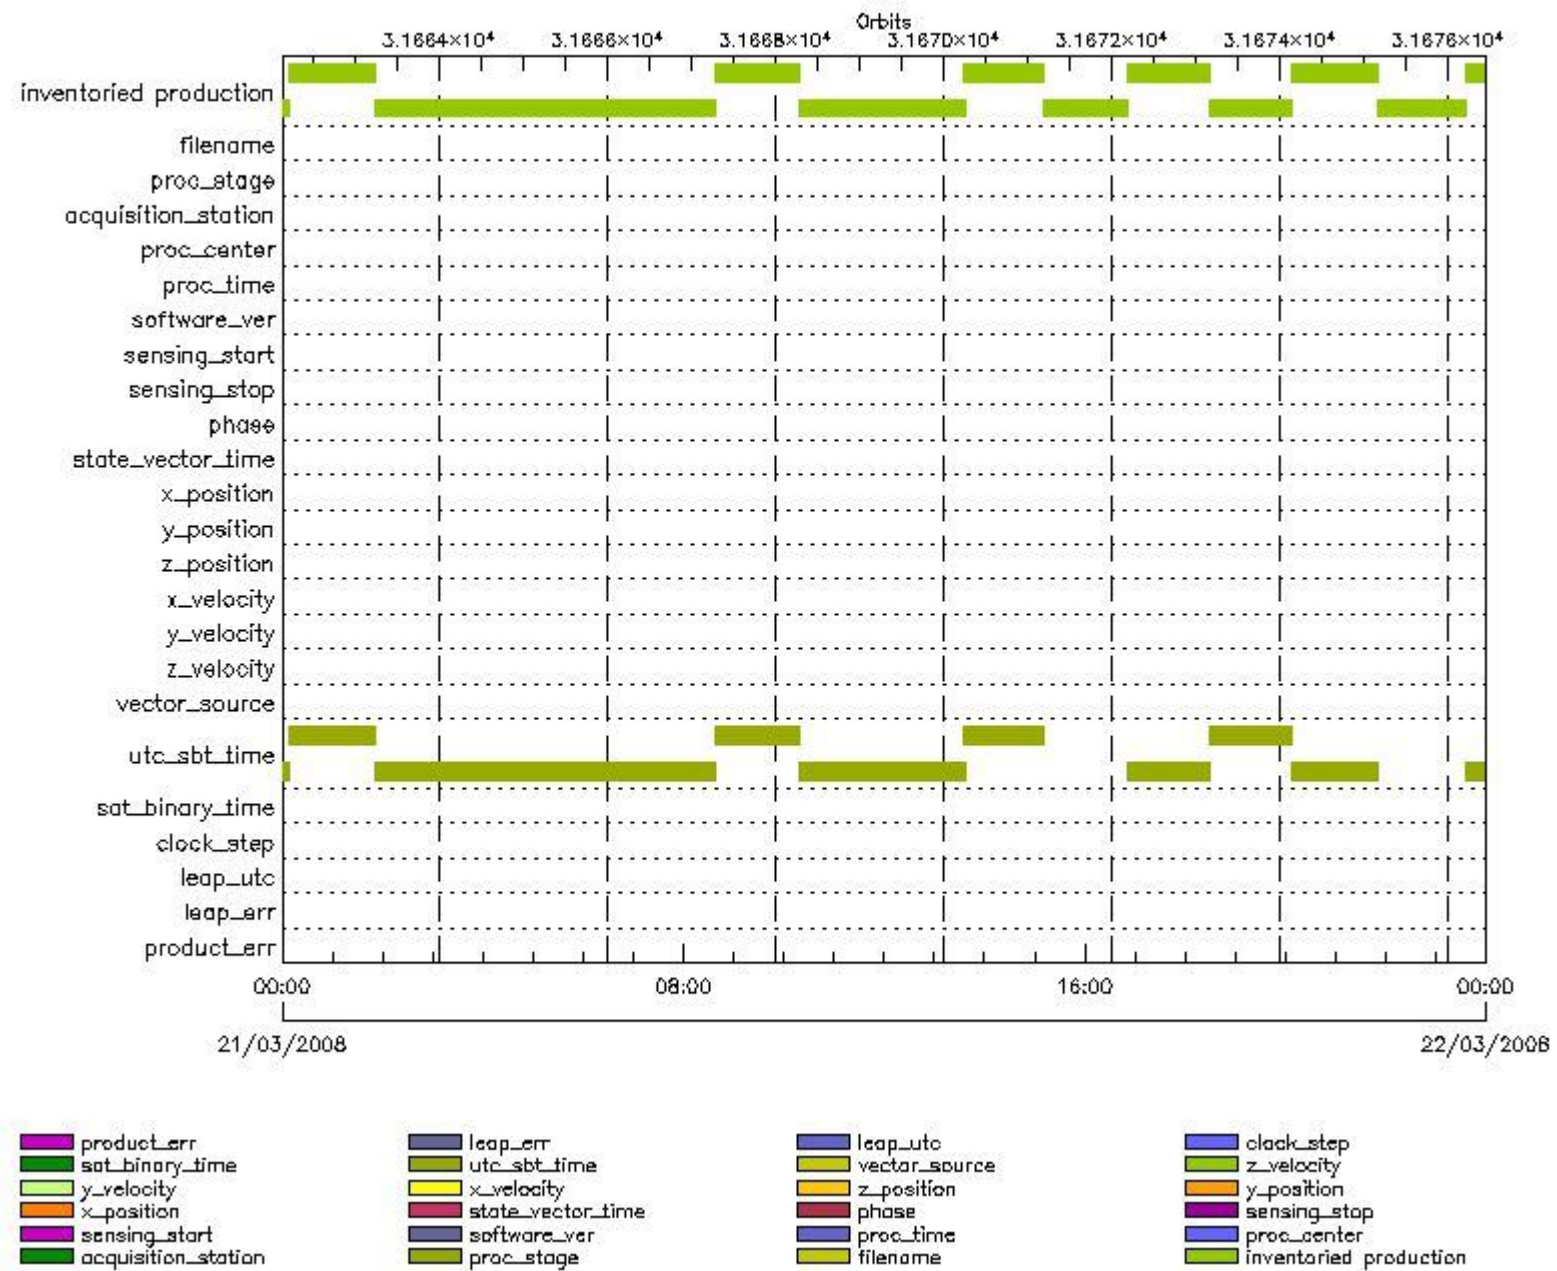 Orbits
3.1664×10⁴ 3.1666×10⁴ 3.1668×10⁴ 3.1670×10⁴ 3.1672×10⁴ 3.1674×10⁴ 3.1676×10⁴
inventoried production
filename
proc_stage
acquisition_station
proc_center
proc_time
software_ver
sensing_start
sensing_stop
phase
state_vector_time
x_position
y_position
z_position
x_velocity
y_velocity
z_velocity
vector_source
utc_sbt_time
sat_binary_time
clock_step
leap_utc
leap_err
product_err
00:00 08:00 16:00 00:00
21/03/2008 22/03/2008
product_err leap_err leap_utc clock_step
sat_binary_time utc_sbt_time vector_source z_velocity
y_velocity x_velocity z_position y_position
x_position state_vector_time phase sensing_stop
sensing_start software_ver proc_time proc_center
acquisition_station proc_stage filename inventoried production